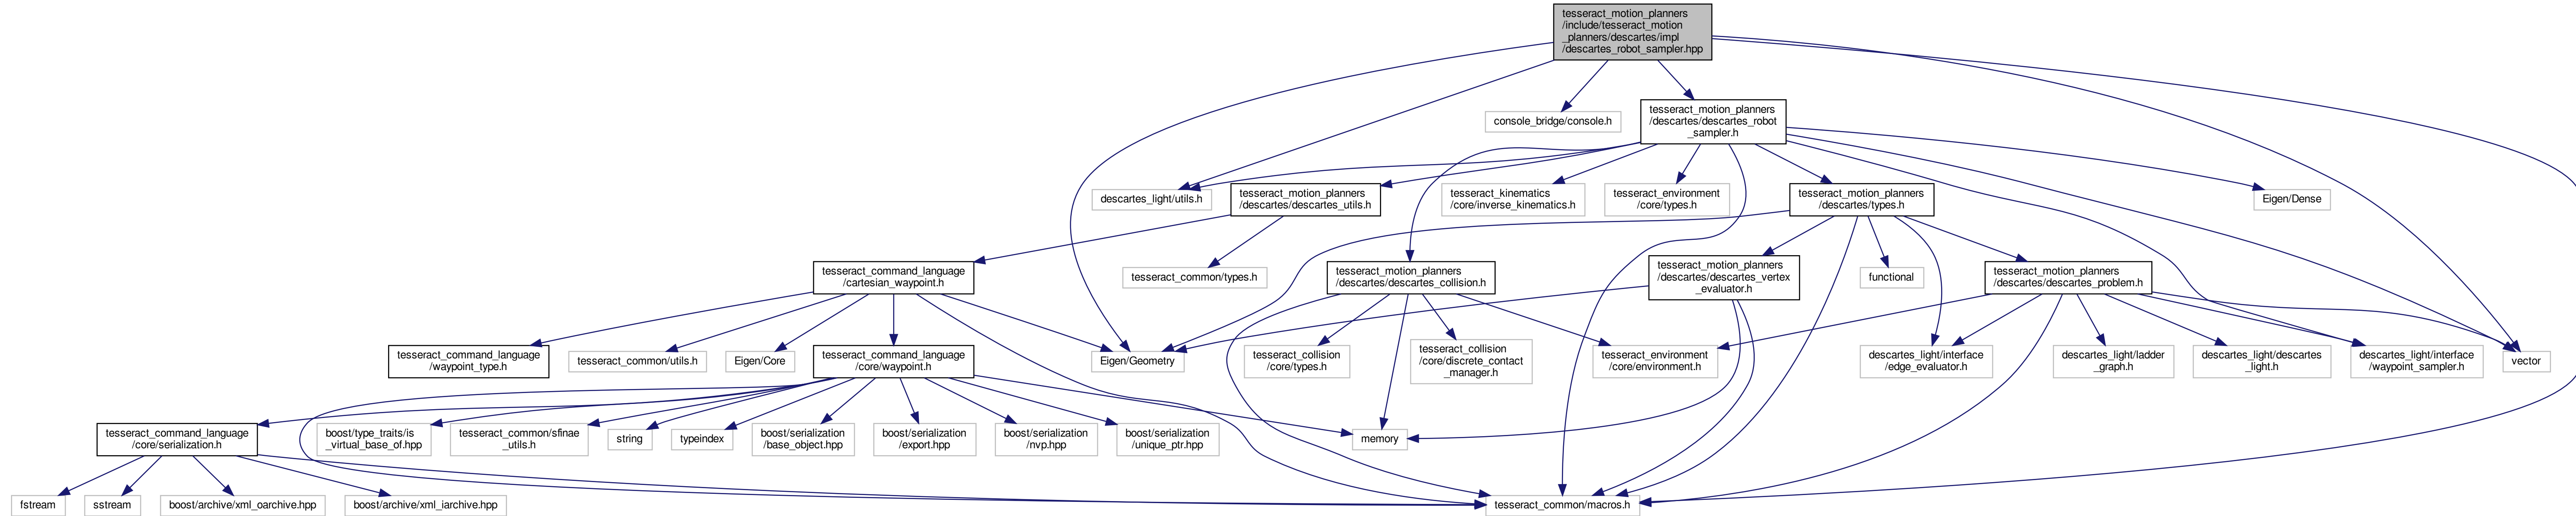 tesseract_motion_planners
/include/tesseract_motion
_planners/descartes/impl
/descartes_robot_sampler.hpp
console_bridge/console.h
tesseract_motion_planners
/descartes/descartes_robot
_sampler.h
descartes_light/utils.h
tesseract_motion_planners
/descartes/descartes_utils.h
tesseract_kinematics
/core/inverse_kinematics.h
tesseract_environment
/core/types.h
tesseract_motion_planners
/descartes/types.h
Eigen/Dense
tesseract_command_language
/cartesian_waypoint.h
tesseract_common/types.h
tesseract_motion_planners
/descartes/descartes_collision.h
tesseract_motion_planners
/descartes/descartes_vertex
_evaluator.h
functional
tesseract_motion_planners
/descartes/descartes_problem.h
tesseract_command_language
/waypoint_type.h
tesseract_common/utils.h
Eigen/Core
tesseract_command_language
/core/waypoint.h
Eigen/Geometry
tesseract_collision
/core/types.h
tesseract_collision
/core/discrete_contact
_manager.h
tesseract_environment
/core/environment.h
descartes_light/interface
/edge_evaluator.h
descartes_light/ladder
_graph.h
descartes_light/descartes
_light.h
descartes_light/interface
/waypoint_sampler.h
vector
tesseract_command_language
/core/serialization.h
boost/type_traits/is
_virtual_base_of.hpp
tesseract_common/sfinae
_utils.h
string
typeindex
boost/serialization
/base_object.hpp
boost/serialization
/export.hpp
boost/serialization
/nvp.hpp
boost/serialization
/unique_ptr.hpp
memory
fstream
sstream
boost/archive/xml_oarchive.hpp
boost/archive/xml_iarchive.hpp
tesseract_common/macros.h